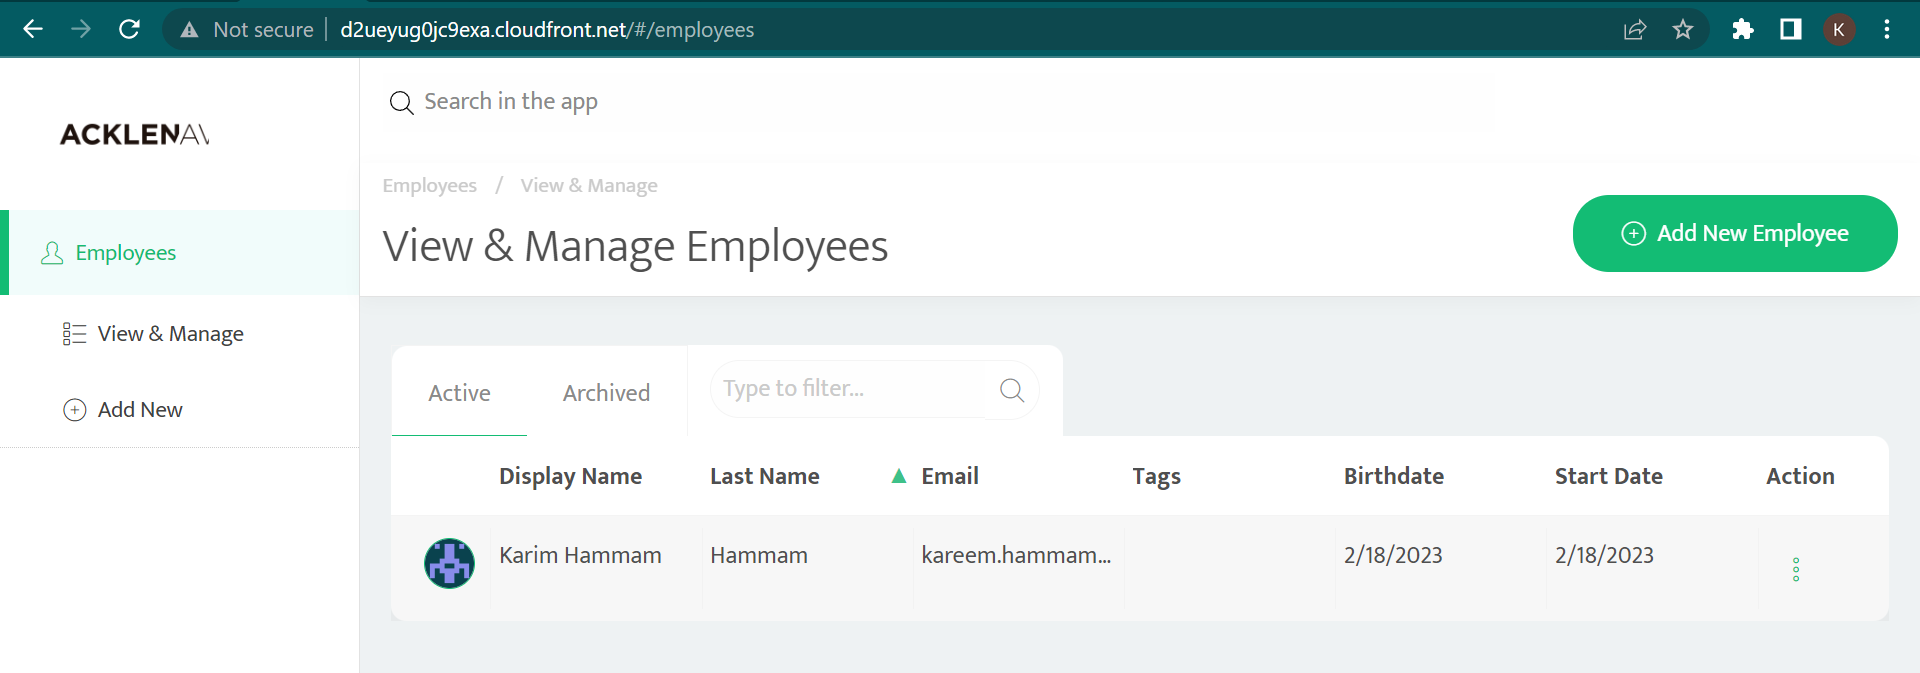 Not secure d2ueyug0jc9exa.cloudfront.net/#/employees K
Search in the app
ACKLENAV
Employees / View & Manage
View & Manage Employees
Add New Employee
Employees
View & Manage
Add New
Active Archived Type to filter...
Display Name Last Name Email Tags Birthdate Start Date Action
Karim Hammam Hammam kareem.hammam... 2/18/2023 2/18/2023